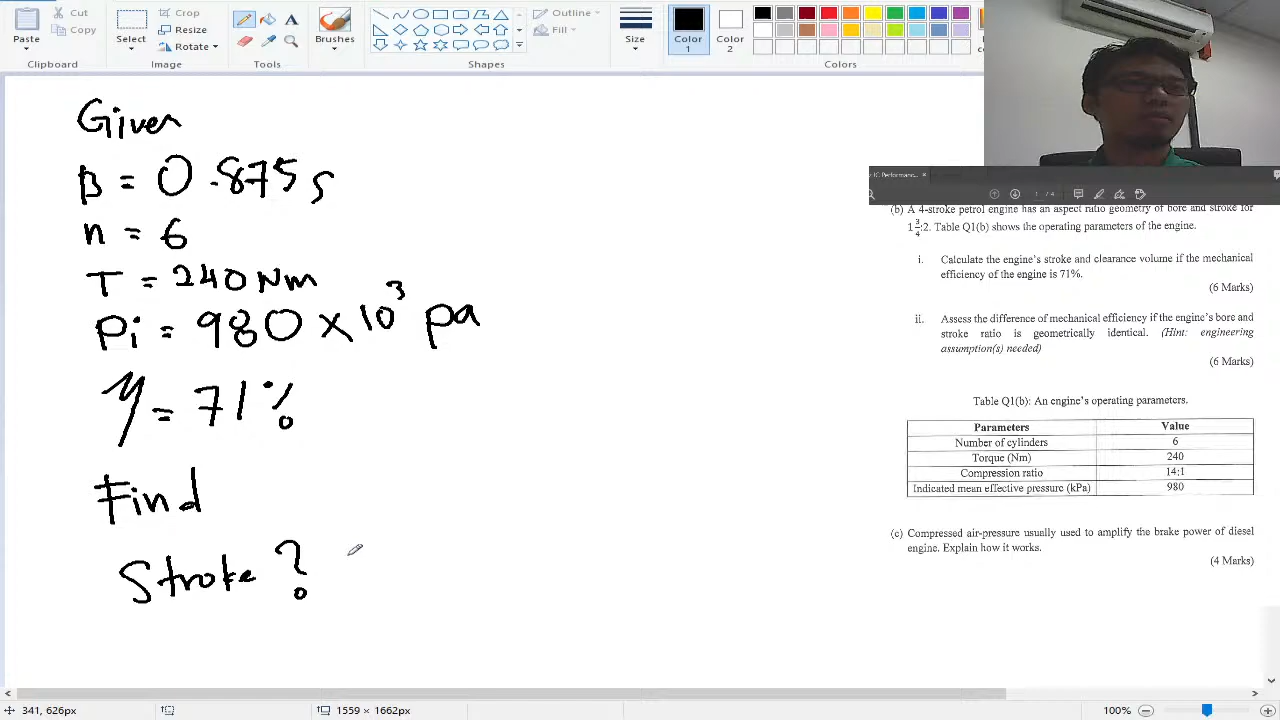 Cut
Crop
Outline
Paste
Copy
Select
Resize
Brushes
Fill
Size
Color
1
Color
2
Rotate
Clipboard
Image
Tools
Shapes
Colors
Given
B = 0.875 S
n = 6
T = 240 Nm
Pi = 980 × 10³ pa
η = 71%
Find
Stroke?
IC Performanc... ×
1 / 4
(b) A 4-stroke petrol engine has an aspect ratio geometry of bore and stroke for
1 3/4:2. Table Q1(b) shows the operating parameters of the engine.
i. Calculate the engine's stroke and clearance volume if the mechanical
efficiency of the engine is 71%.
(6 Marks)
ii. Assess the difference of mechanical efficiency if the engine's bore and
stroke ratio is geometrically identical. (Hint: engineering
assumption(s) needed)
(6 Marks)
Table Q1(b): An engine's operating parameters.
Parameters Value
Number of cylinders 6
Torque (Nm) 240
Compression ratio 14:1
Indicated mean effective pressure (kPa) 980
(c) Compressed air-pressure usually used to amplify the brake power of diesel
engine. Explain how it works.
(4 Marks)
341, 626px
1559 × 1662px
100%